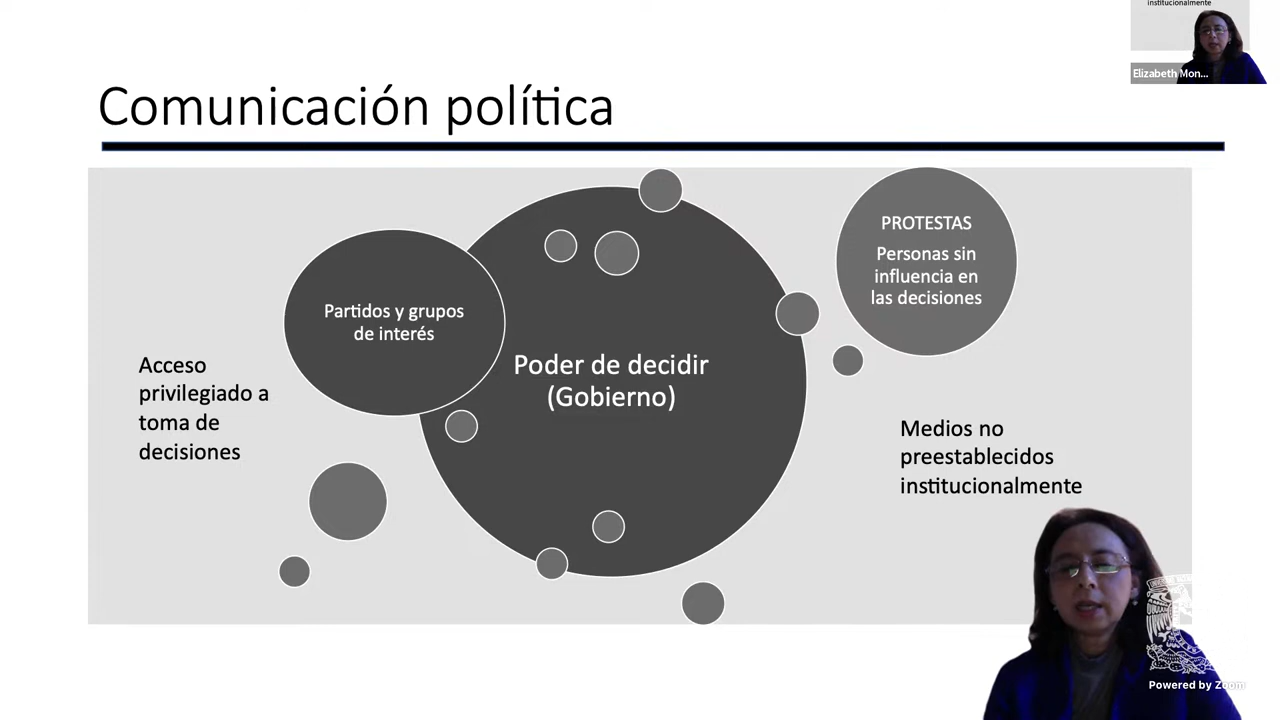 institucionalmente
Elizabeth Mon...
Comunicación política
PROTESTAS
Personas sin
influencia en
las decisiones
Partidos y grupos
de interés
Poder de decidir
(Gobierno)
Acceso
privilegiado a
toma de
decisiones
Medios no
preestablecidos
institucionalmente
Powered by Zoom